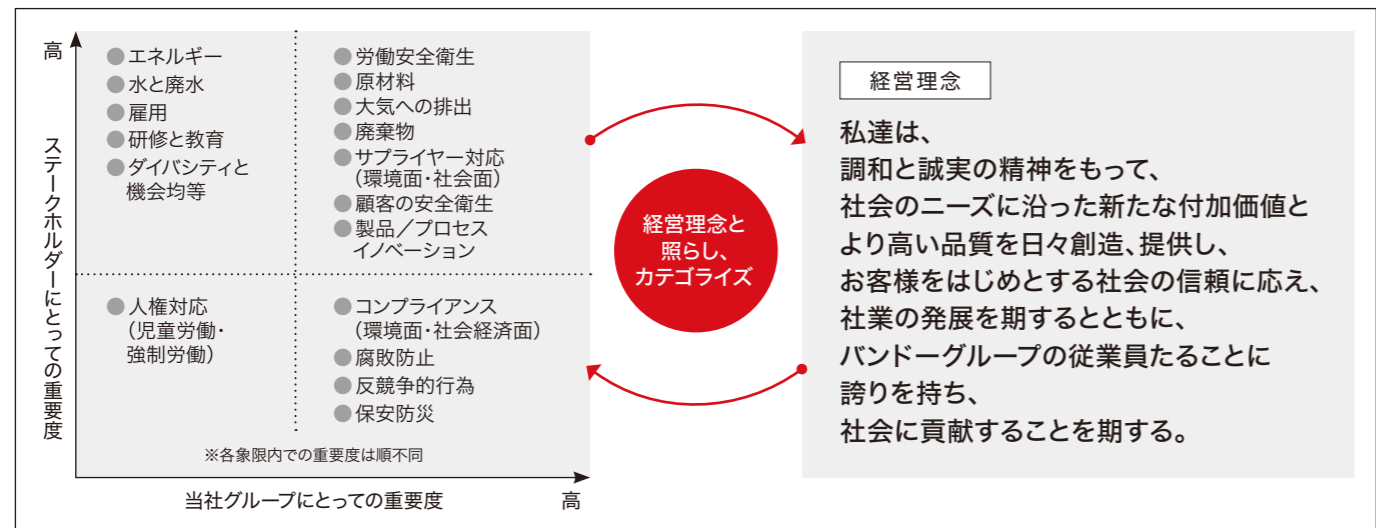 高
ステークホルダーにとっての重要度
●エネルギー
●水と廃水
●雇用
●研修と教育
●ダイバシティと
機会均等
●労働安全衛生
●原材料
●大気への排出
●廃棄物
●サプライヤー対応
(環境面・社会面)
●顧客の安全衛生
●製品/プロセス
イノベーション
●人権対応
(児童労働・
強制労働)
●コンプライアンス
(環境面・社会経済面)
●腐敗防止
●反競争的行為
●保安防災
※各象限内での重要度は順不同
当社グループにとっての重要度
高
経営理念と
照らし、
カテゴライズ
経営理念
私達は、
調和と誠実の精神をもって、
社会のニーズに沿った新たな付加価値と
より高い品質を日々創造、提供し、
お客様をはじめとする社会の信頼に応え、
社業の発展を期するとともに、
バンドーグループの従業員たることに
誇りを持ち、
社会に貢献することを期する。